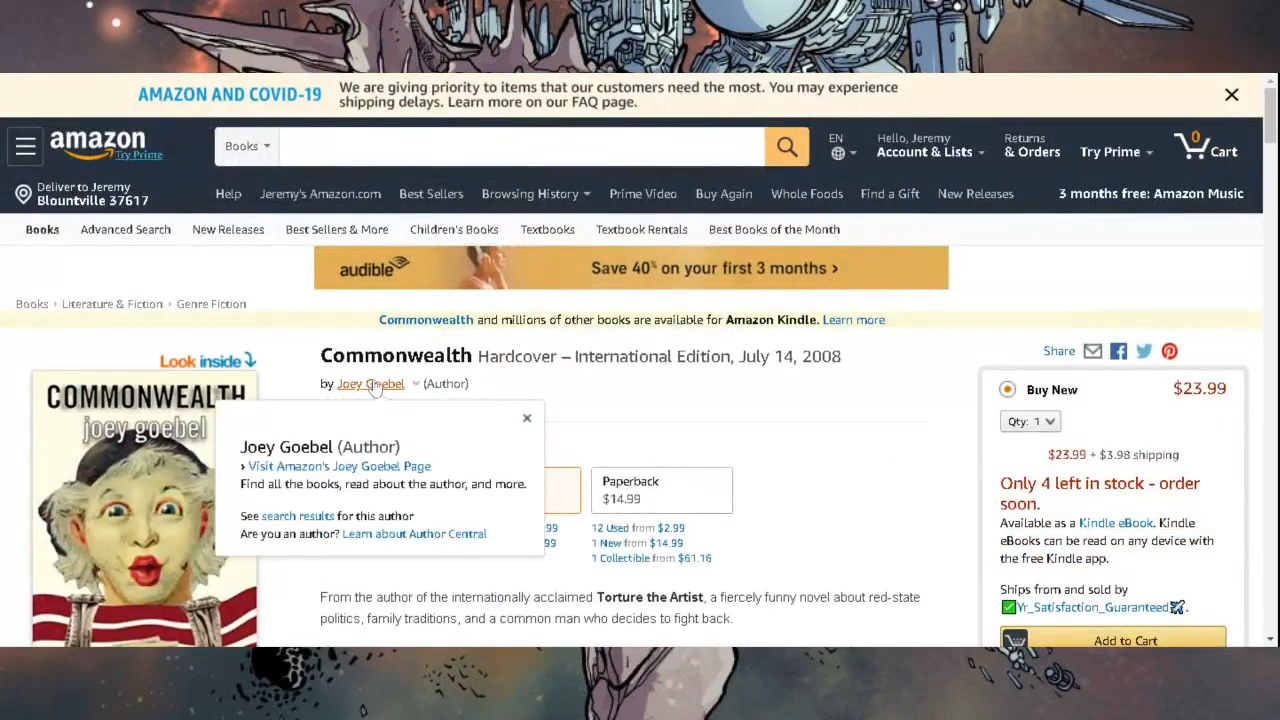 AMAZON AND COVID-19
We are giving priority to items that our customers need the most. You may experience
shipping delays. Learn more on our FAQ page.
amazon
Try Prime
Books
EN
Hello, Jeremy
Account & Lists
Returns
& Orders
Try Prime
0
Cart
Deliver to Jeremy
Blountville 37617
Help
Jeremy's Amazon.com
Best Sellers
Browsing History
Prime Video
Buy Again
Whole Foods
Find a Gift
New Releases
3 months free: Amazon Music
Books
Advanced Search
New Releases
Best Sellers & More
Children's Books
Textbooks
Textbook Rentals
Best Books of the Month
audible
Save 40% on your first 3 months ›
Books › Literature & Fiction › Genre Fiction
Commonwealth and millions of other books are available for Amazon Kindle. Learn more
Look inside
COMMONWEALTH
joey goebel
Commonwealth Hardcover – International Edition, July 14, 2008
by Joey Goebel (Author)
Joey Goebel (Author)
› Visit Amazon's Joey Goebel Page
Find all the books, read about the author, and more.
See search results for this author
Are you an author? Learn about Author Central
99
99
Paperback
$14.99
12 Used from $2.99
1 New from $14.99
1 Collectible from $61.16
From the author of the internationally acclaimed Torture the Artist, a fiercely funny novel about red-state
politics, family traditions, and a common man who decides to fight back.
Share
Buy New
$23.99
Qty: 1
$23.99 + $3.98 shipping
Only 4 left in stock - order
soon.
Available as a Kindle eBook. Kindle
eBooks can be read on any device with
the free Kindle app.
Ships from and sold by
✅Yr_Satisfaction_Guaranteed.
Add to Cart